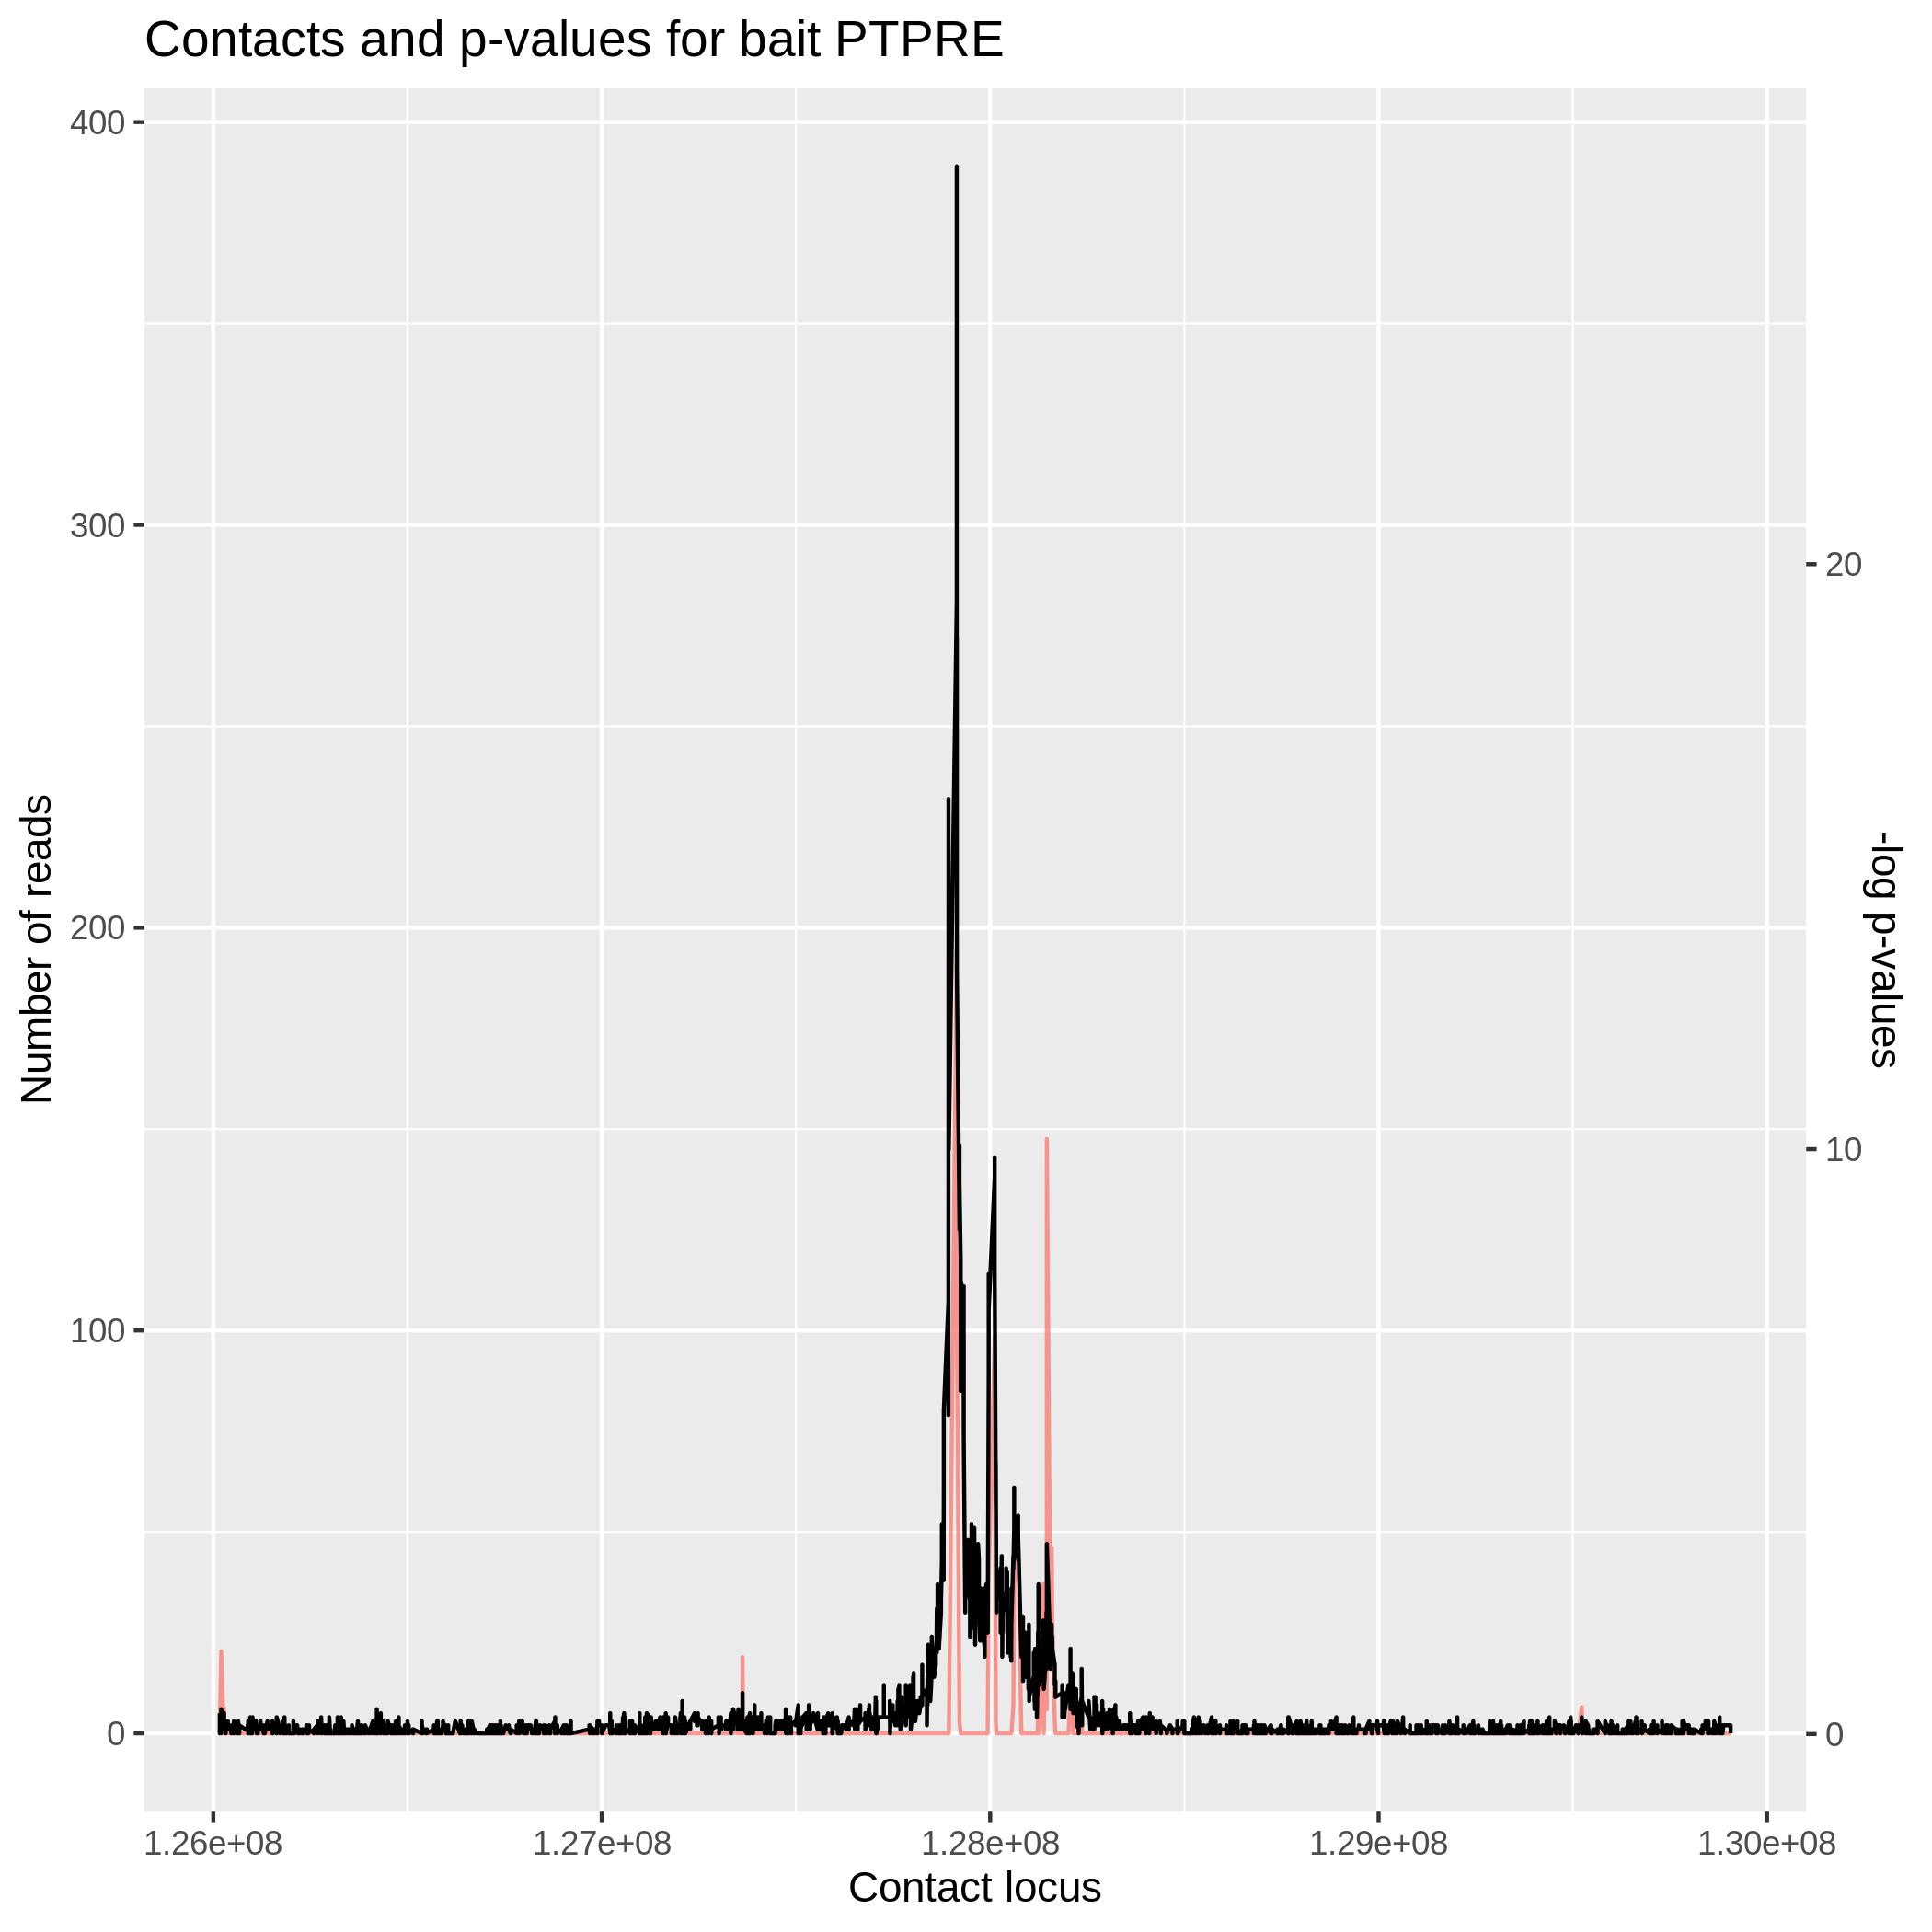 Contacts and p-values for bait PTPRE
400
300
200
100
0
Number of reads
20
10
0
-log p-values
1.26e+08
1.27e+08
1.28e+08
1.29e+08
1.30e+08
Contact locus